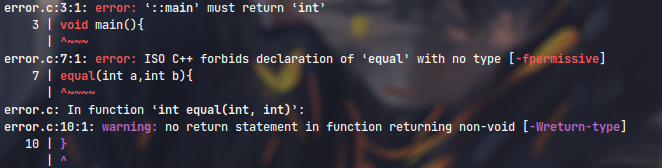 error.c:3:1: error: ‘::main’ must return ‘int’
    3 | void main(){
      | ^~~~
error.c:7:1: error: ISO C++ forbids declaration of ‘equal’ with no type [-fpermissive]
    7 | equal(int a,int b){
      | ^~~~~
error.c: In function ‘int equal(int, int)’:
error.c:10:1: warning: no return statement in function returning non-void [-Wreturn-type]
   10 | }
      | ^